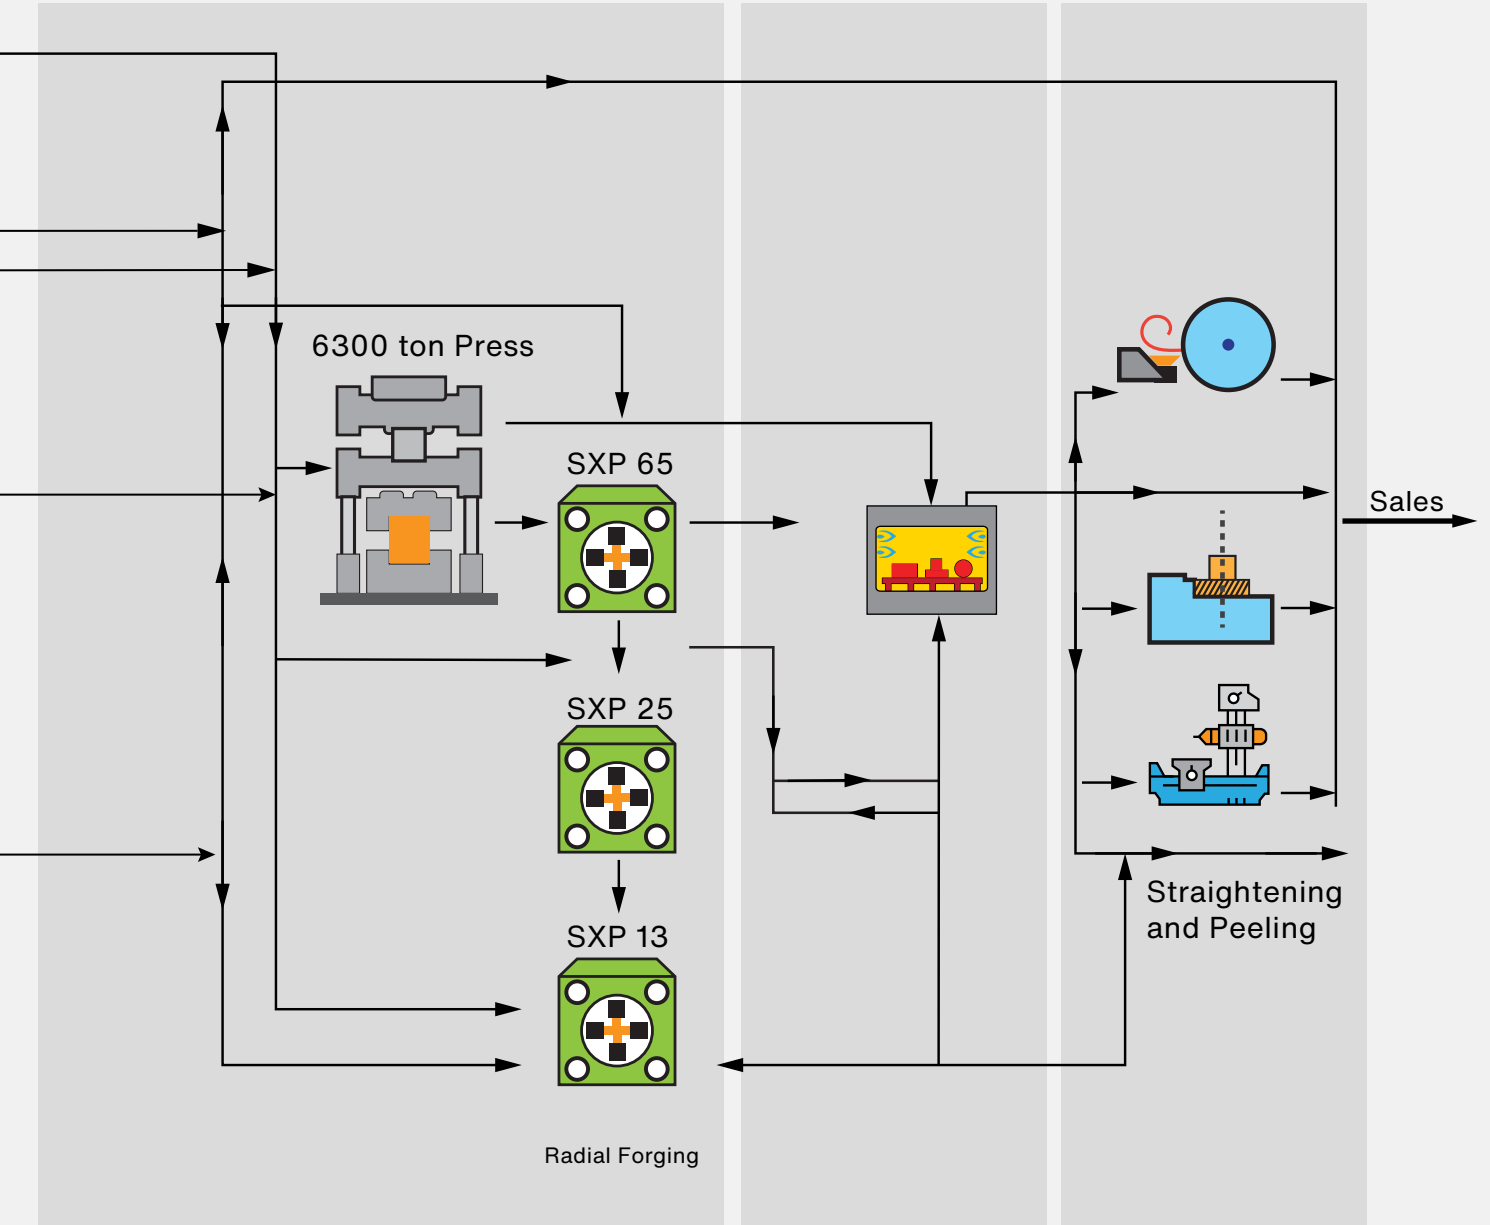 6300 ton Press
SXP 65
Sales
SXP 25
Straightening
and Peeling
SXP 13
Radial Forging